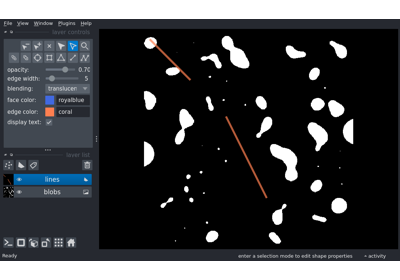 File View Window Plugins Help
layer controls
opacity: 0.70
edge width: 5
blending: translucen
face color: royalblue
edge color: coral
display text:
layer list
lines
blobs
Ready
enter a selection mode to edit shape properties
activity